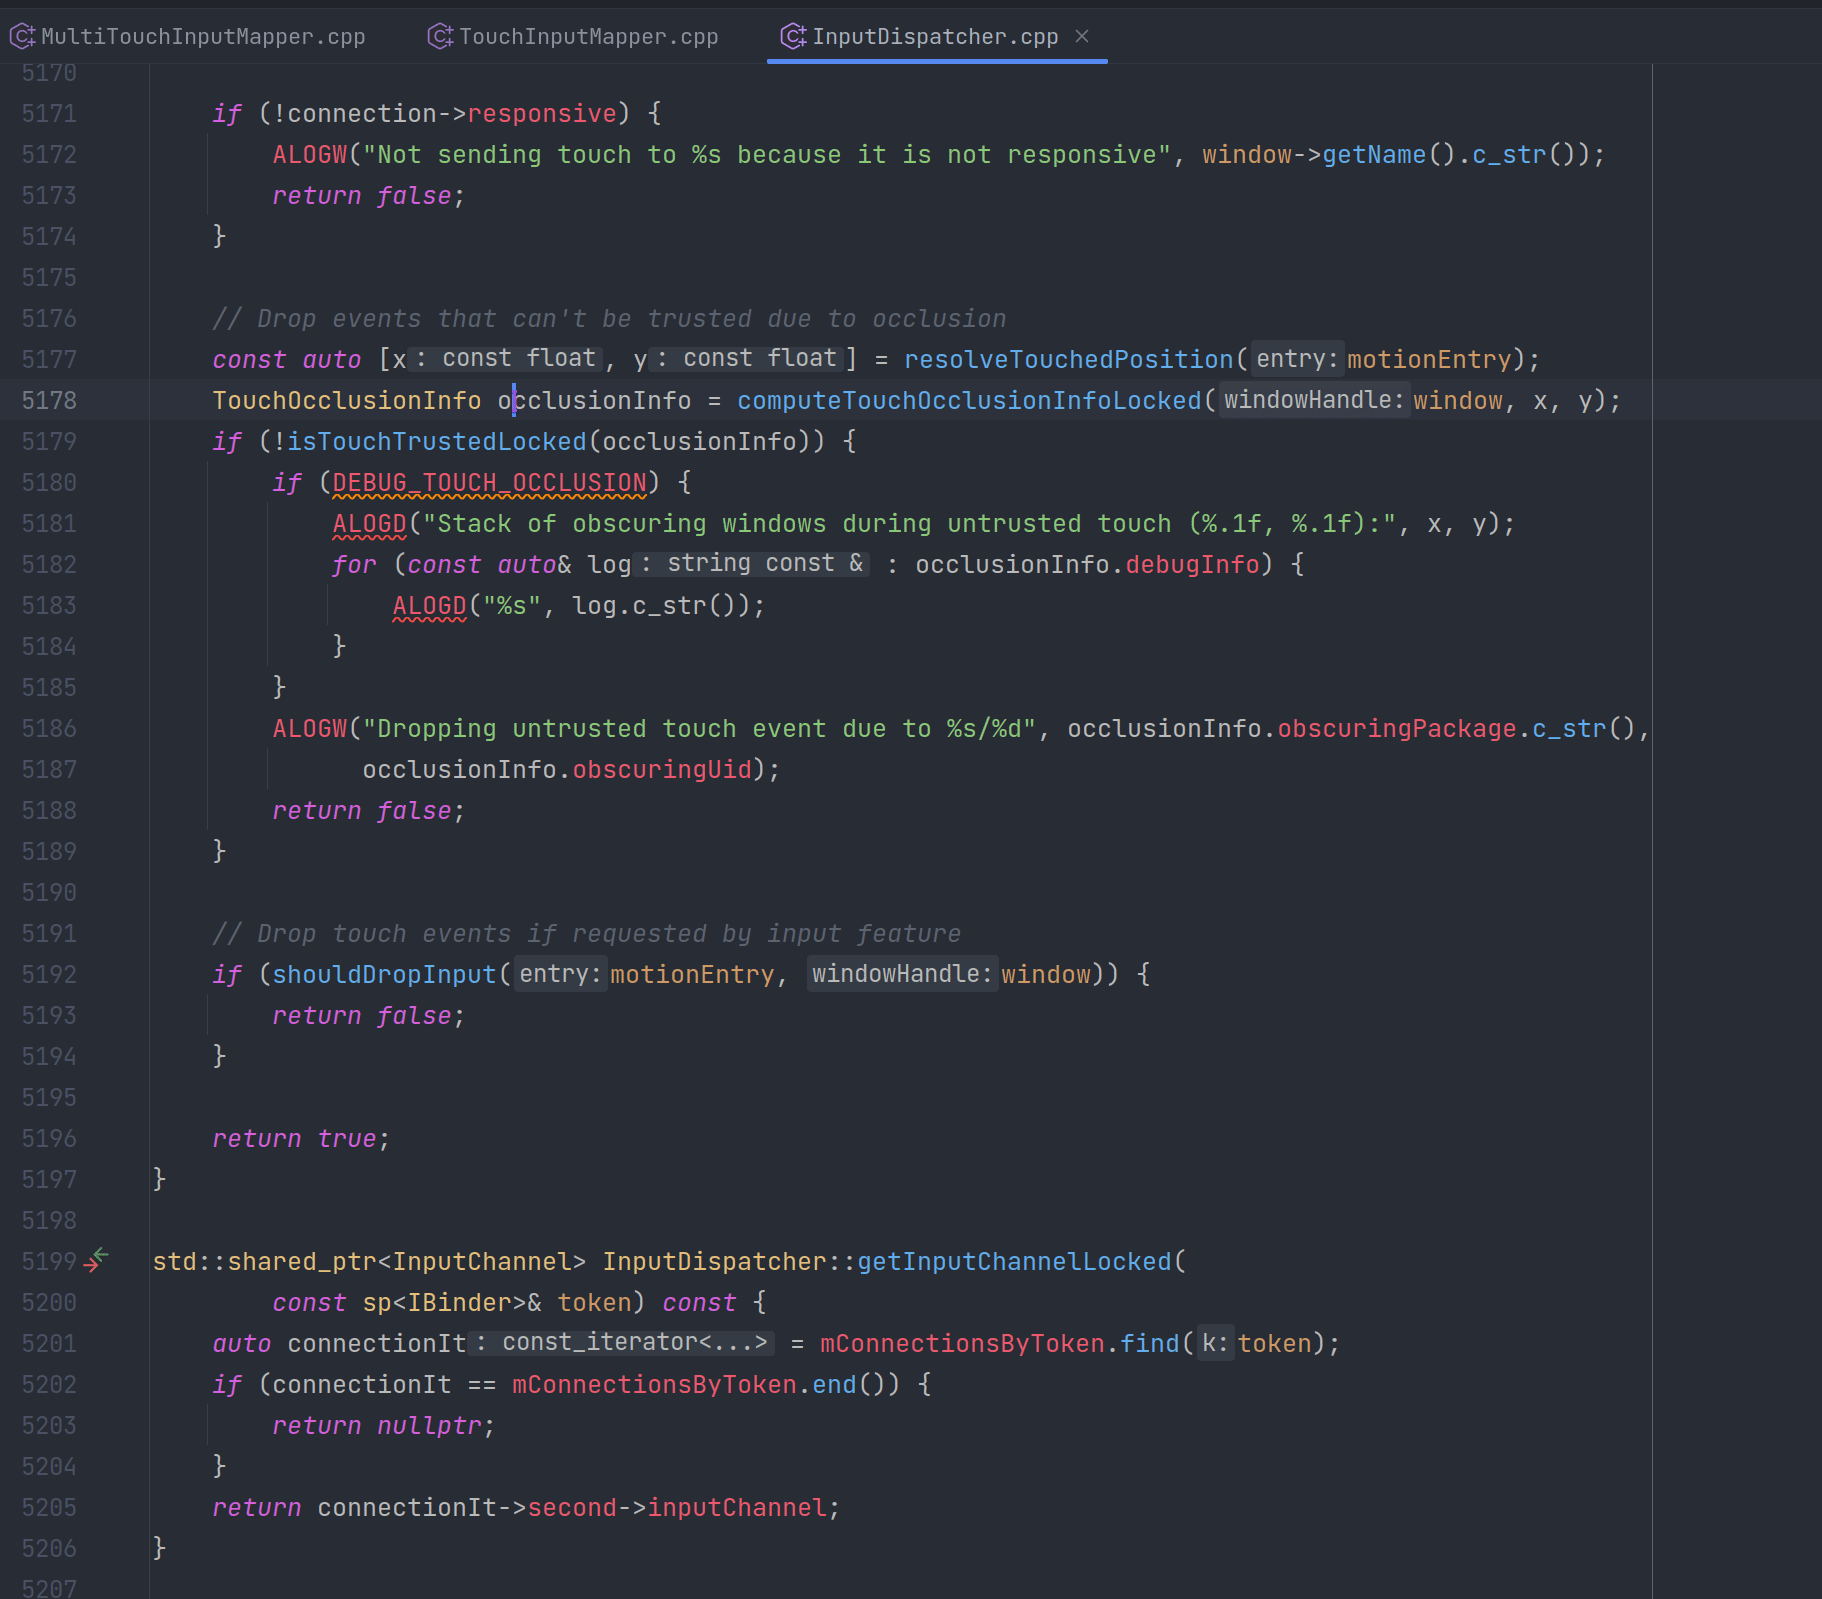 MultiTouchInputMapper.cpp TouchInputMapper.cpp InputDispatcher.cpp
5170
5171 if (!connection->responsive) {
5172 ALOGW("Not sending touch to %s because it is not responsive", window->getName().c_str());
5173 return false;
5174 }
5175
5176 // Drop events that can't be trusted due to occlusion
5177 const auto [x: const float, y: const float] = resolveTouchedPosition(entry: motionEntry);
5178 TouchOcclusionInfo occlusionInfo = computeTouchOcclusionInfoLocked(windowHandle: window, x, y);
5179 if (!isTouchTrustedLocked(occlusionInfo)) {
5180 if (DEBUG_TOUCH_OCCLUSION) {
5181 ALOGD("Stack of obscuring windows during untrusted touch (%.1f, %.1f):", x, y);
5182 for (const auto& log: string const & : occlusionInfo.debugInfo) {
5183 ALOGD("%s", log.c_str());
5184 }
5185 }
5186 ALOGW("Dropping untrusted touch event due to %s/%d", occlusionInfo.obscuringPackage.c_str(),
5187 occlusionInfo.obscuringUid);
5188 return false;
5189 }
5190
5191 // Drop touch events if requested by input feature
5192 if (shouldDropInput(entry: motionEntry, windowHandle: window)) {
5193 return false;
5194 }
5195
5196 return true;
5197 }
5198
5199 std::shared_ptr<InputChannel> InputDispatcher::getInputChannelLocked(
5200 const sp<IBinder>& token) const {
5201 auto connectionIt: const_iterator<...> = mConnectionsByToken.find(k: token);
5202 if (connectionIt == mConnectionsByToken.end()) {
5203 return nullptr;
5204 }
5205 return connectionIt->second->inputChannel;
5206 }
5207